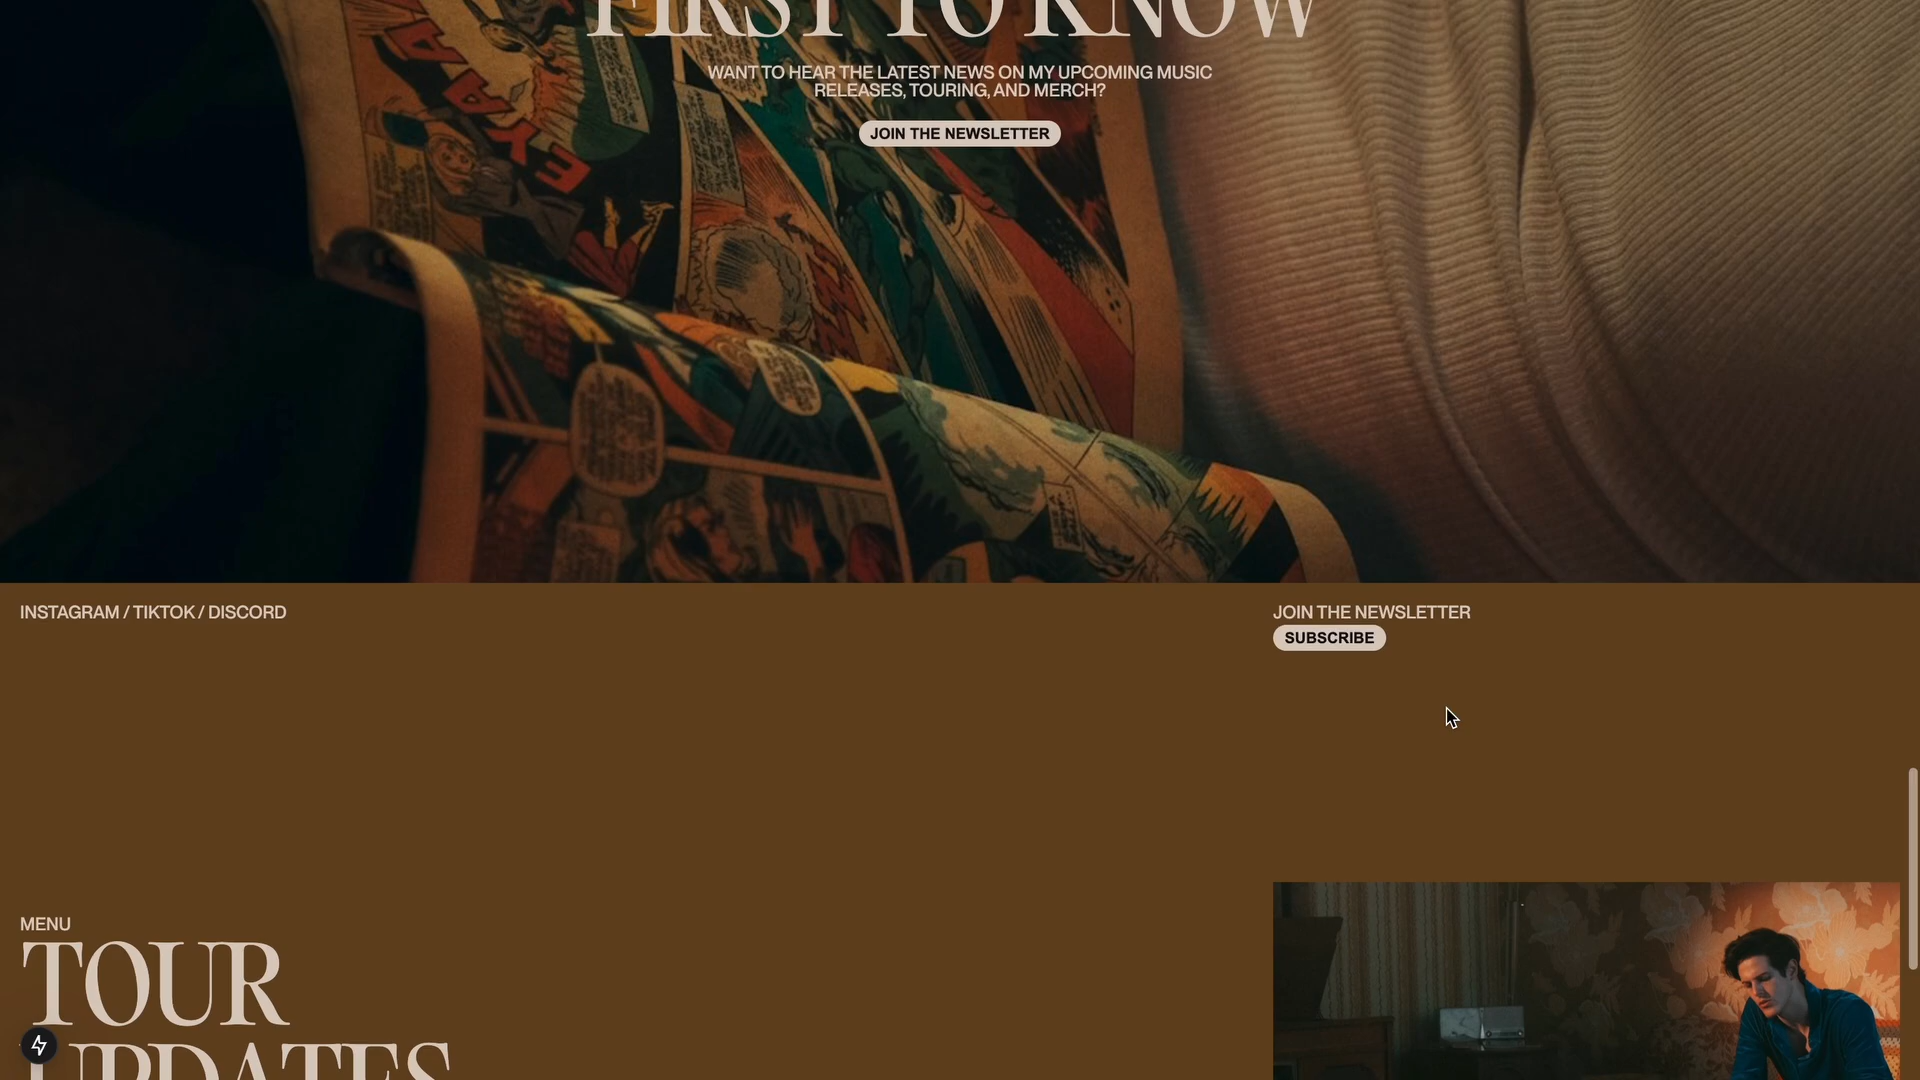 FIRST TO KNOW
WANT TO HEAR THE LATEST NEWS ON MY UPCOMING MUSIC
RELEASES, TOURING, AND MERCH?
JOIN THE NEWSLETTER
EYAAA
INSTAGRAM / TIKTOK / DISCORD
JOIN THE NEWSLETTER
SUBSCRIBE
MENU
TOUR
UPDATES